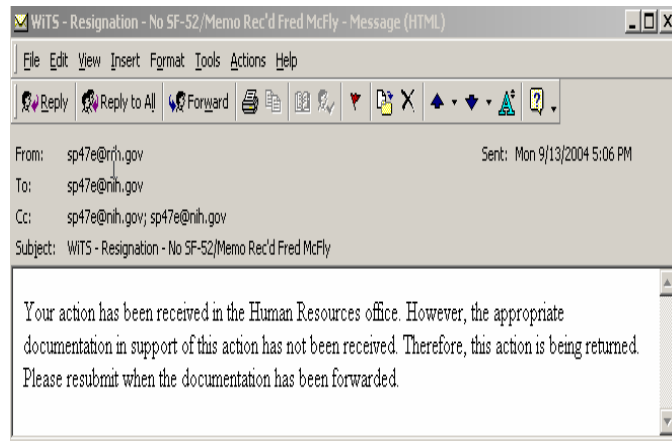 WiTS - Resignation - No SF-52/Memo Rec'd Fred McFly - Message (HTML)
File Edit View Insert Format Tools Actions Help
Reply Reply to All Forward
From: sp47e@nih.gov Sent: Mon 9/13/2004 5:06 PM
To: sp47e@nih.gov
Cc: sp47e@nih.gov; sp47e@nih.gov
Subject: WiTS - Resignation - No SF-52/Memo Rec'd Fred McFly
Your action has been received in the Human Resources office. However, the appropriate
documentation in support of this action has not been received. Therefore, this action is being returned.
Please resubmit when the documentation has been forwarded.